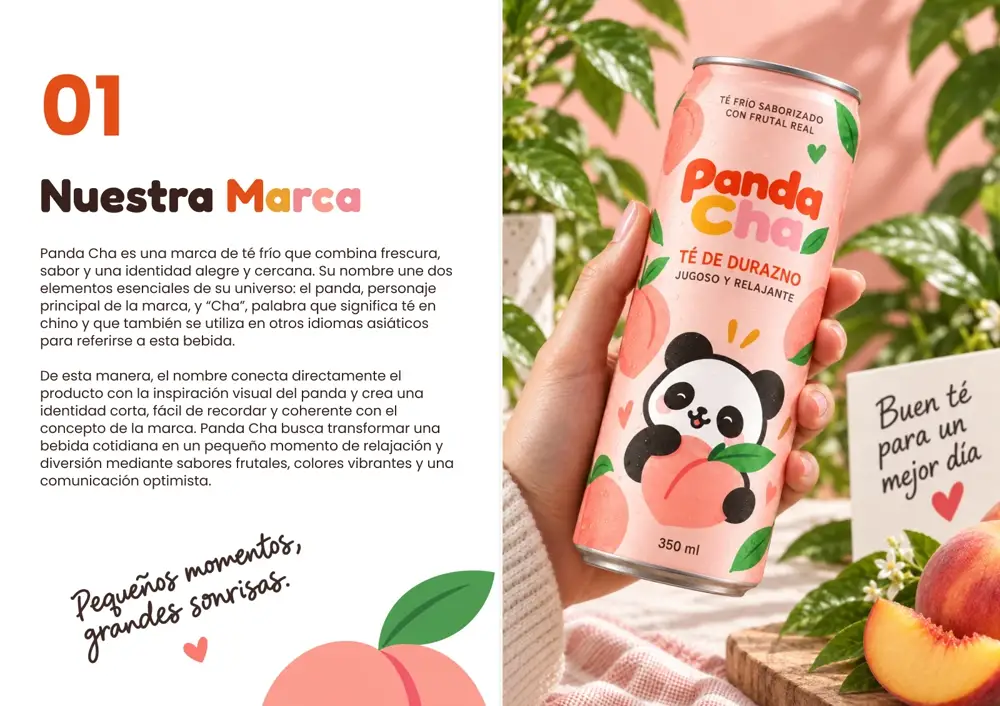 01
Nuestra Marca
Panda Cha es una marca de té frío que combina frescura,
sabor y una identidad alegre y cercana. Su nombre une dos
elementos esenciales de su universo: el panda, personaje
principal de la marca, y “Cha”, palabra que significa té en
chino y que también se utiliza en otros idiomas asiáticos
para referirse a esta bebida.
De esta manera, el nombre conecta directamente el
producto con la inspiración visual del panda y crea una
identidad corta, fácil de recordar y coherente con el
concepto de la marca. Panda Cha busca transformar una
bebida cotidiana en un pequeño momento de relajación y
diversión mediante sabores frutales, colores vibrantes y una
comunicación optimista.
Pequeños momentos,
grandes sonrisas.
TÉ FRÍO SABORIZADO
CON FRUTAL REAL
Panda
Cha
TÉ DE DURAZNO
JUGOSO Y RELAJANTE
350 ml
Buen té
para un
mejor día